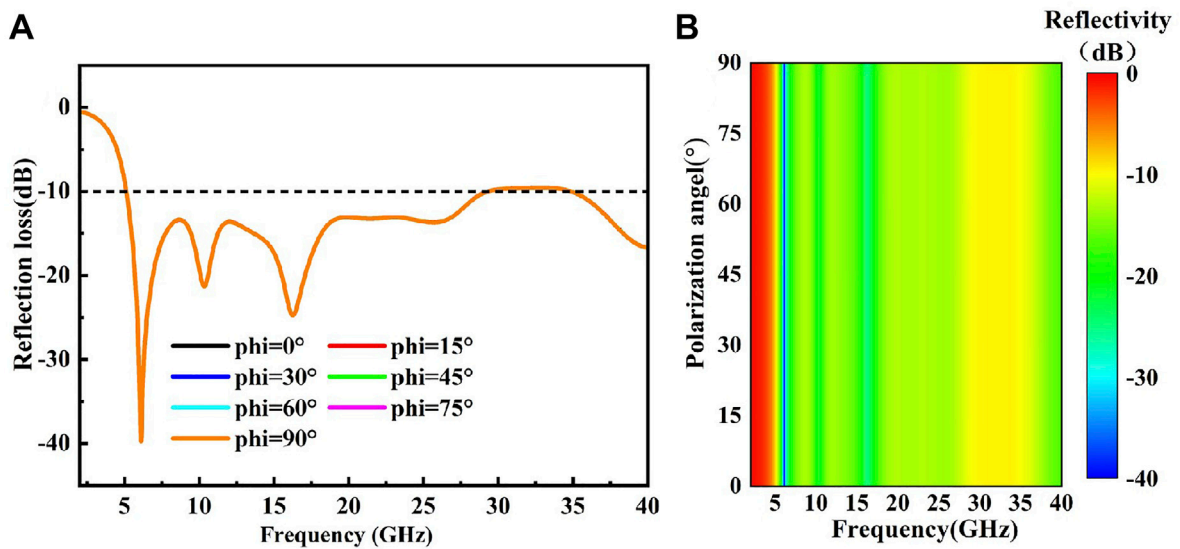 A
Reflection loss(dB)
0
-10
-20
-30
-40
phi=0° phi=15°
phi=30° phi=45°
phi=60° phi=75°
phi=90°
5 10 15 20 25 30 35 40
Frequency (GHz)
B
Reflectivity
(dB)
Polarization angel(°)
90
75
60
45
30
15
0
5 10 15 20 25 30 35 40
Frequency(GHz)
0
-10
-20
-30
-40